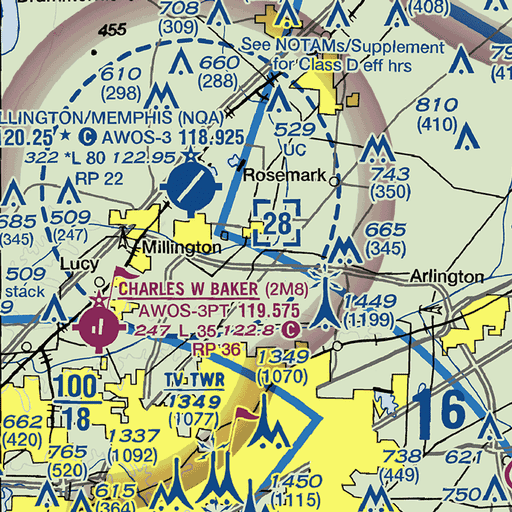 708
(309)
(408)
455
See NOTAMs/Supplement
for Class D eff hrs
660
(288)
610
(298)
810
(410)
LLINGTON/MEMPHIS (NQA)
120.25* C AWOS-3 118.925
322 *L 80 122.95
RP 22
529
UC
Rosemark
743
(350)
28
685
(345)
509
(247)
665
(345)
Millington
Lucy
509
stack
Arlington
CHARLES W BAKER (2M8)
AWOS-3PT 119.575
247 L 35 122.8 C
RP 36
1449
(1199)
1349
(1070)
TV TWR
1349
(1077)
100
18
16
662
(420)
1337
(1092)
765
(520)
738
(449)
621
615
(364)
1450
(1115)
750